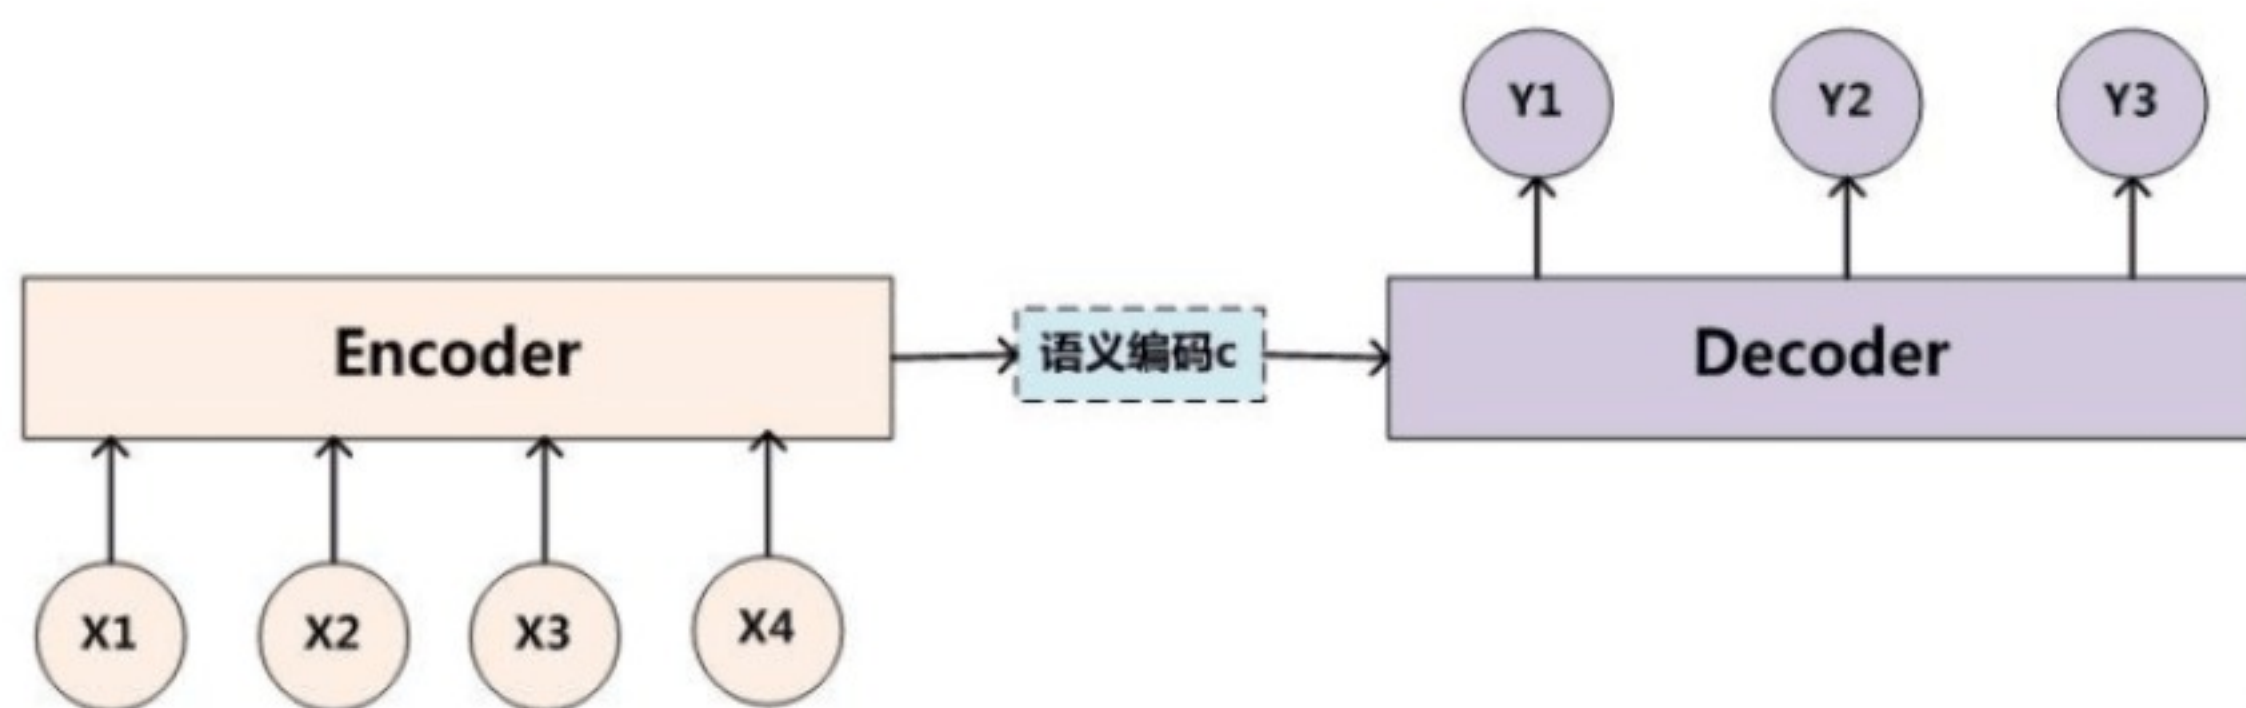 Y1 Y2 Y3
Encoder
语义编码c
Decoder
X1 X2 X3 X4